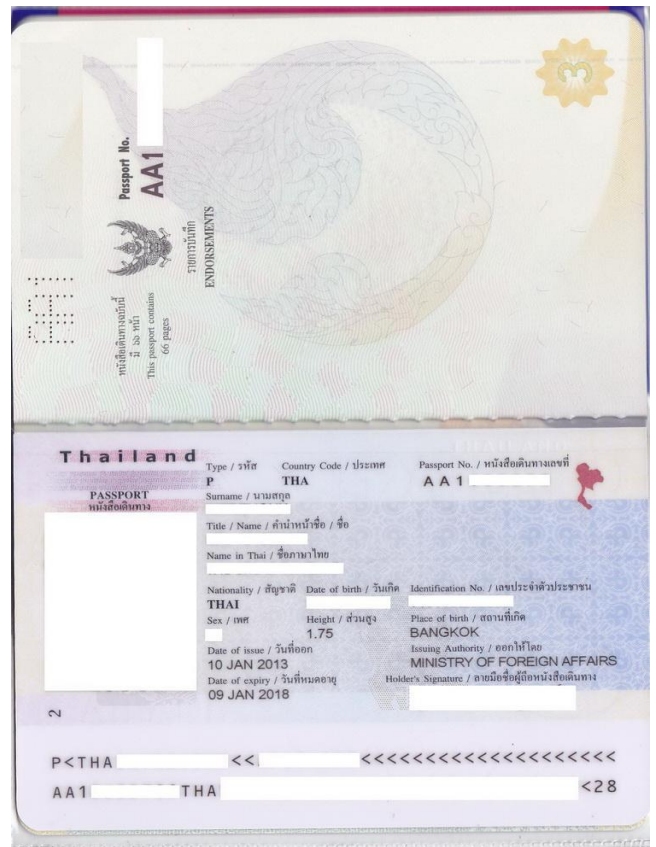 Passport No.
AA1
รายการบันทึก
ENDORSEMENTS
หนังสือเดินทางฉบับนี้
มี ๖๖ หน้า
This passport contains
66 pages
๓
Thailand
PASSPORT
หนังสือเดินทาง
Type / รหัส Country Code / ประเทศ Passport No. / หนังสือเดินทางเลขที่
P THA AA1
Surname / นามสกุล
Title / Name / คำนำหน้าชื่อ / ชื่อ
Name in Thai / ชื่อภาษาไทย
Nationality / สัญชาติ Date of birth / วันเกิด Identification No. / เลขประจำตัวประชาชน
THAI
Sex / เพศ Height / ส่วนสูง Place of birth / สถานที่เกิด
1.75 BANGKOK
Date of issue / วันที่ออก Issuing Authority / ออกให้โดย
10 JAN 2013 MINISTRY OF FOREIGN AFFAIRS
Date of expiry / วันที่หมดอายุ Holder's Signature / ลายมือชื่อผู้ถือหนังสือเดินทาง
09 JAN 2018
2
P<THA <<  <<<<<<<<<<<<<<<<<<<<<
AA1 THA <28